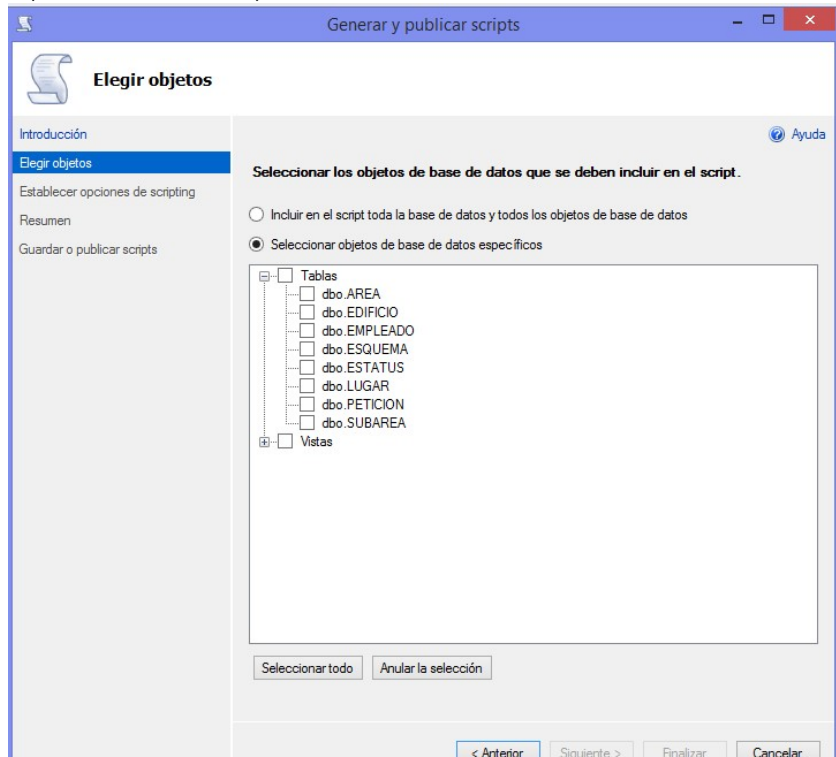 Generar y publicar scripts
Elegir objetos
Introducción
Ayuda
Elegir objetos
Seleccionar los objetos de base de datos que se deben incluir en el script.
Establecer opciones de scripting
Incluir en el script toda la base de datos y todos los objetos de base de datos
Resumen
Seleccionar objetos de base de datos específicos
Guardar o publicar scripts
Tablas
dbo.AREA
dbo.EDIFICIO
dbo.EMPLEADO
dbo.ESQUEMA
dbo.ESTATUS
dbo.LUGAR
dbo.PETICION
dbo.SUBAREA
Vistas
Seleccionar todo Anular la selección
< Anterior Siguiente > Finalizar Cancelar